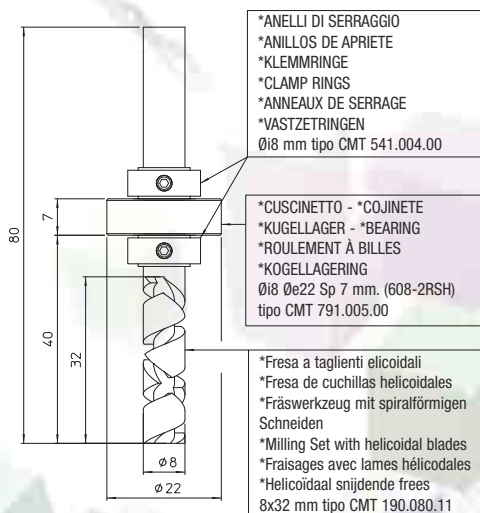 *ANELLI DI SERRAGGIO
*ANILLOS DE APRIETE
*KLEMMRINGE
*CLAMP RINGS
*ANNEAUX DE SERRAGE
*VASTZETRINGEN
Øi8 mm tipo CMT 541.004.00
*CUSCINETTO - *COJINETE
*KUGELLAGER - *BEARING
*ROULEMENT À BILLES
*KOGELLAGERING
Øi8 Øe22 Sp 7 mm. (608-2RSH)
tipo CMT 791.005.00
*Fresa a taglienti elicoidali
*Fresa de cuchillas helicoidales
*Fräswerkzeug mit spiralförmigen
Schneiden
*Milling Set with helicoidal blades
*Fraisages avec lames hélicodales
*Helicoïdaal snijdende frees
8x32 mm tipo CMT 190.080.11
80
7
40
32
ø8
ø22